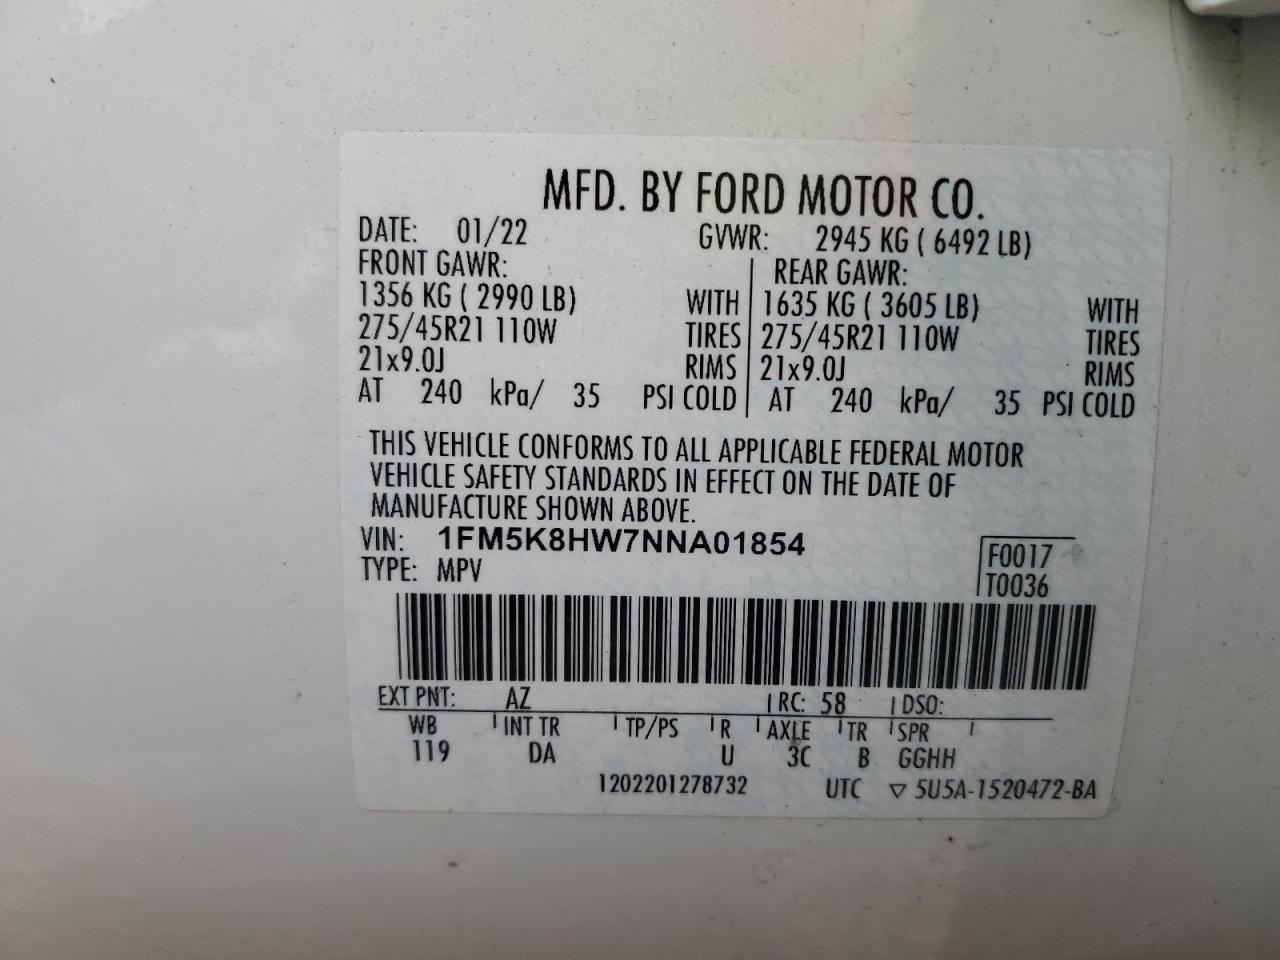 MFD. BY FORD MOTOR CO.
DATE: 01/22 GVWR: 2945 KG ( 6492 LB)
FRONT GAWR: REAR GAWR:
1356 KG ( 2990 LB) WITH 1635 KG ( 3605 LB) WITH
275/45R21 110W TIRES 275/45R21 110W TIRES
21x9.0J RIMS 21x9.0J RIMS
AT 240 kPa/ 35 PSI COLD AT 240 kPa/ 35 PSI COLD
THIS VEHICLE CONFORMS TO ALL APPLICABLE FEDERAL MOTOR
VEHICLE SAFETY STANDARDS IN EFFECT ON THE DATE OF
MANUFACTURE SHOWN ABOVE.
VIN: 1FM5K8HW7NNA01854 F0017
TYPE: MPV T0036
EXT PNT: AZ RC: 58 DSO:
WB INT TR TP/PS R AXLE TR SPR
119 DA U 3C B GGHH
1202201278732 UTC ▽ 5U5A-1520472-BA